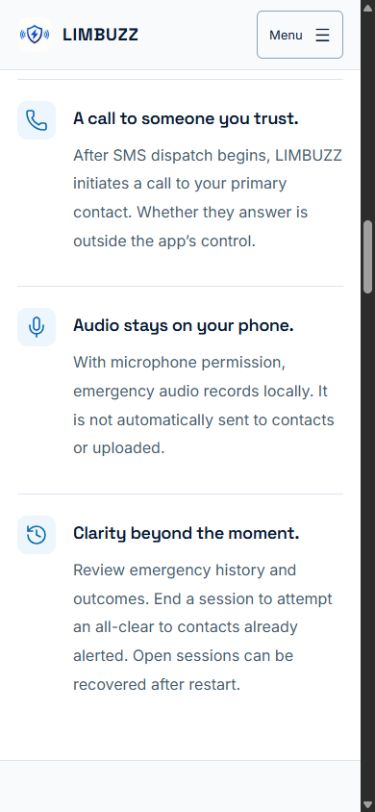 LIMBUZZ
Menu
A call to someone you trust.
After SMS dispatch begins, LIMBUZZ
initiates a call to your primary
contact. Whether they answer is
outside the app's control.
Audio stays on your phone.
With microphone permission,
emergency audio records locally. It
is not automatically sent to contacts
or uploaded.
Clarity beyond the moment.
Review emergency history and
outcomes. End a session to attempt
an all-clear to contacts already
alerted. Open sessions can be
recovered after restart.